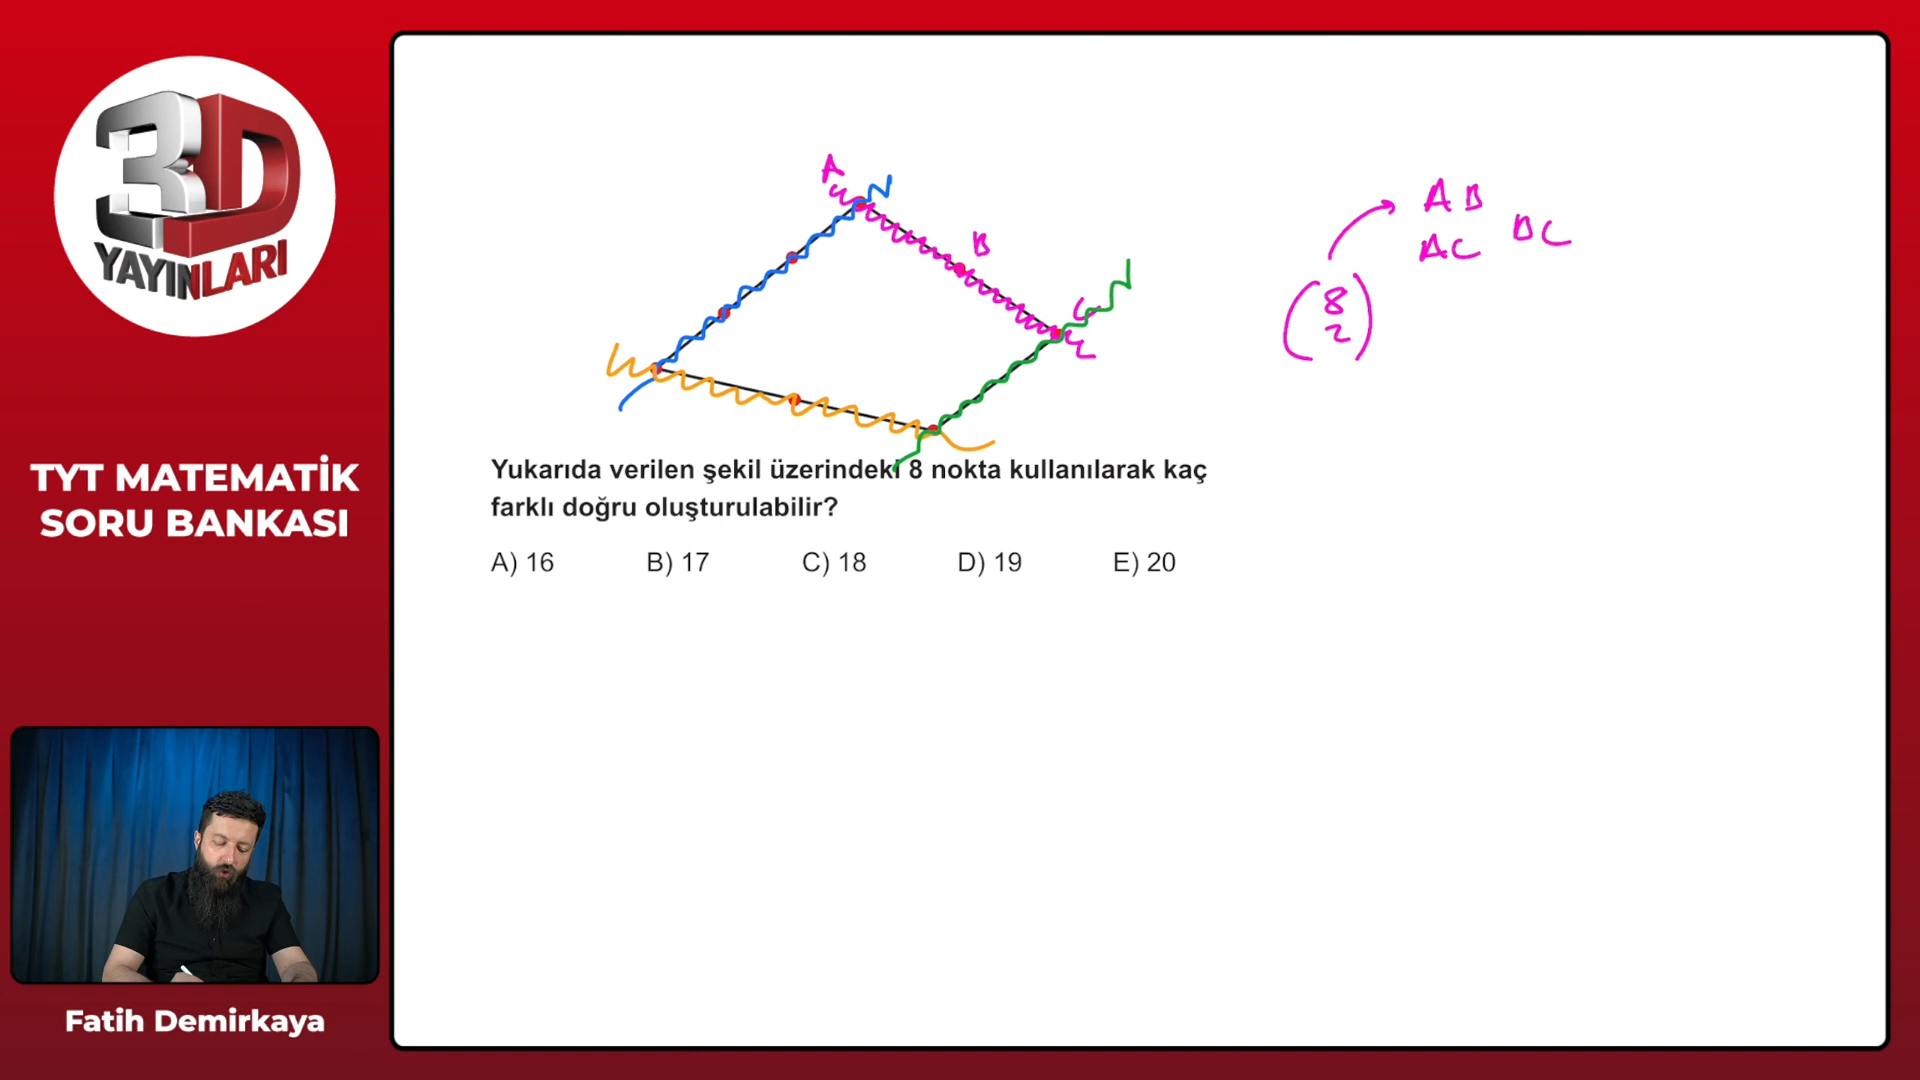 3D
YAYINLARI
TYT MATEMATİK
SORU BANKASI
Fatih Demirkaya
A
B
C
A B
AC BC
(8
2)
Yukarıda verilen şekil üzerindeki 8 nokta kullanılarak kaç
farklı doğru oluşturulabilir?
A) 16 B) 17 C) 18 D) 19 E) 20